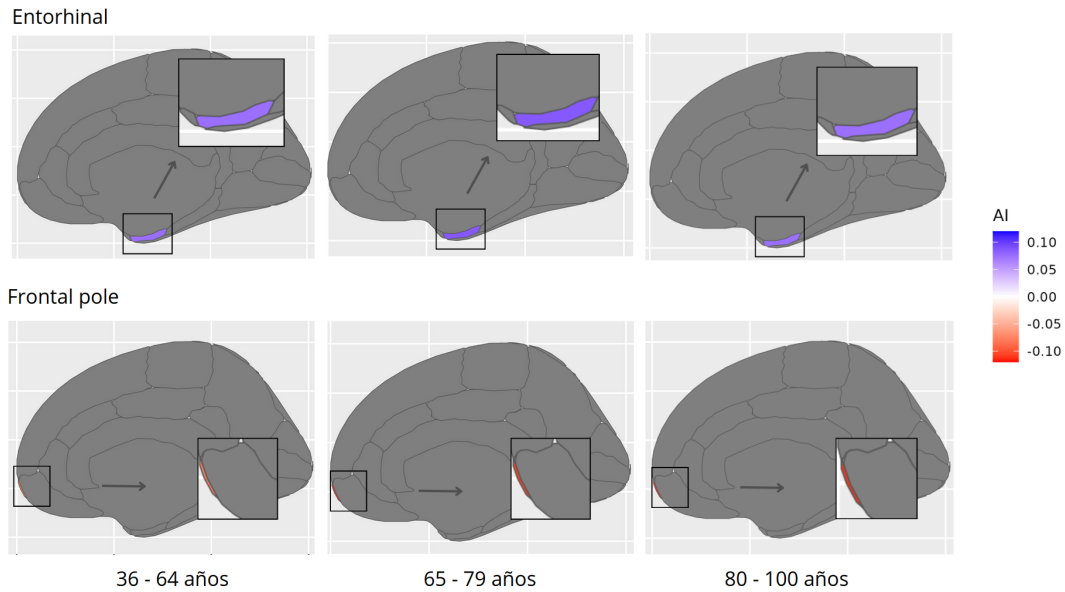 Entorhinal
AI
0.10
0.05
0.00
-0.05
-0.10
Frontal pole
36 - 64 años
65 - 79 años
80 - 100 años